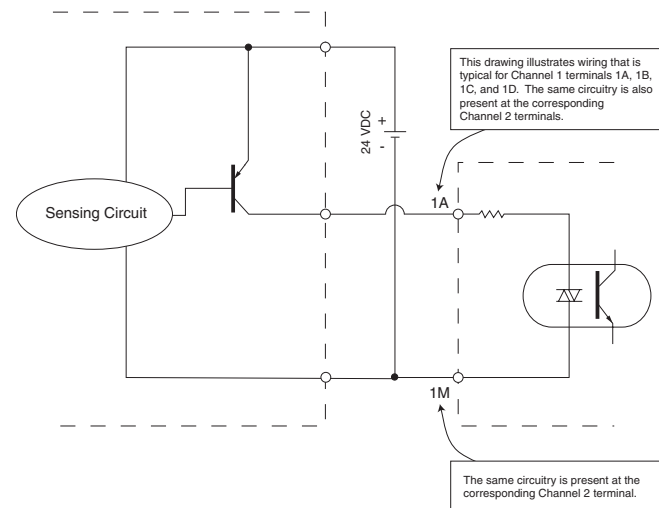 This drawing illustrates wiring that is
typical for Channel 1 terminals 1A, 1B,
1C, and 1D.  The same circuitry is also
present at the corresponding
Channel 2 terminals.
24 VDC
+
-
1A
Sensing Circuit
1M
The same circuitry is present at the
corresponding Channel 2 terminal.